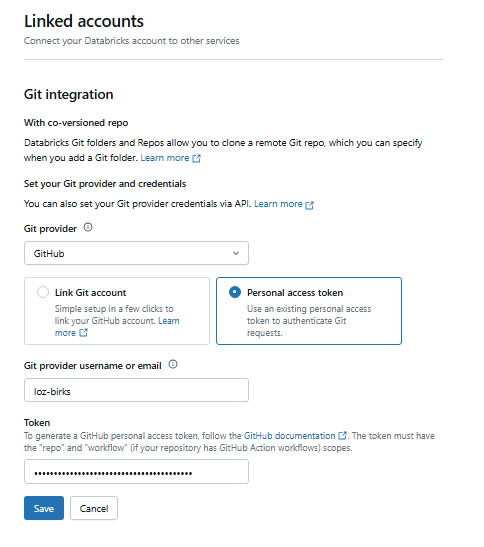 Linked accounts
Connect your Databricks account to other services
Git integration
With co-versioned repo
Databricks Git folders and Repos allow you to clone a remote Git repo, which you can specify
when you add a Git folder. Learn more
Set your Git provider and credentials
You can also set your Git provider credentials via API. Learn more
Git provider
GitHub
Link Git account
Simple setup in a few clicks to
link your GitHub account. Learn
more
Personal access token
Use an existing personal access
token to authenticate Git
requests.
Git provider username or email
loz-birks
Token
To generate a GitHub personal access token, follow the GitHub documentation. The token must have
the "repo" and "workflow" (if your repository has GitHub Action workflows) scopes.
••••••••••••••••••••••••••••••••••••••••
Save
Cancel